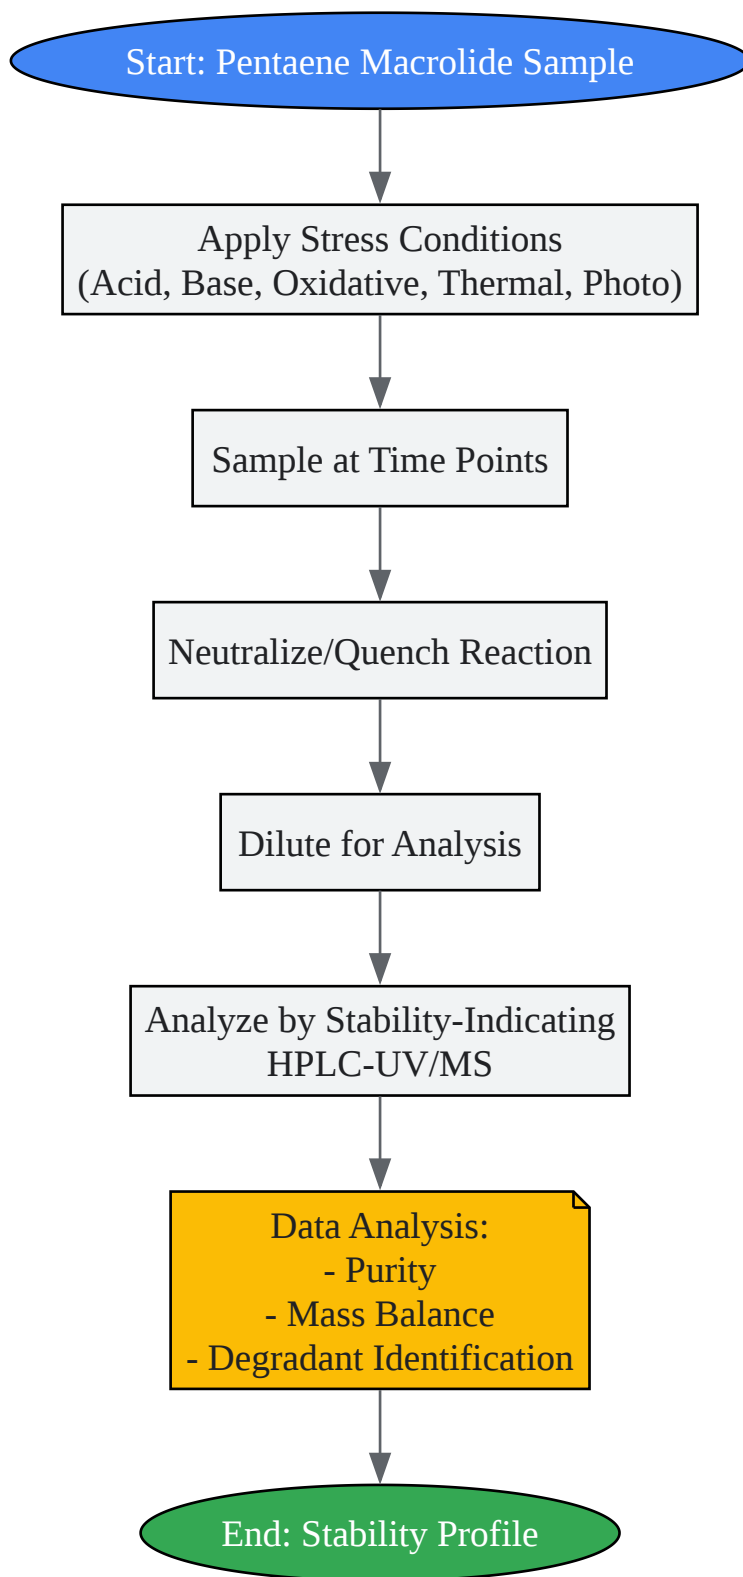 Start: Pentaene Macrolide Sample
Apply Stress Conditions
(Acid, Base, Oxidative, Thermal, Photo)
Sample at Time Points
Neutralize/Quench Reaction
Dilute for Analysis
Analyze by Stability-Indicating
HPLC-UV/MS
Data Analysis:
- Purity
- Mass Balance
- Degradant Identification
End: Stability Profile